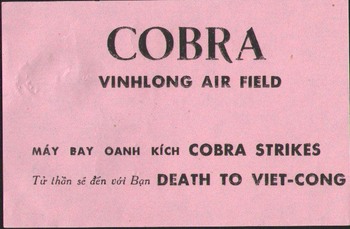 COBRA
VINHLONG AIR FIELD
MÁY BAY OANH KÍCH COBRA STRIKES
Tử thần sẽ đến với Bạn DEATH TO VIET-CONG